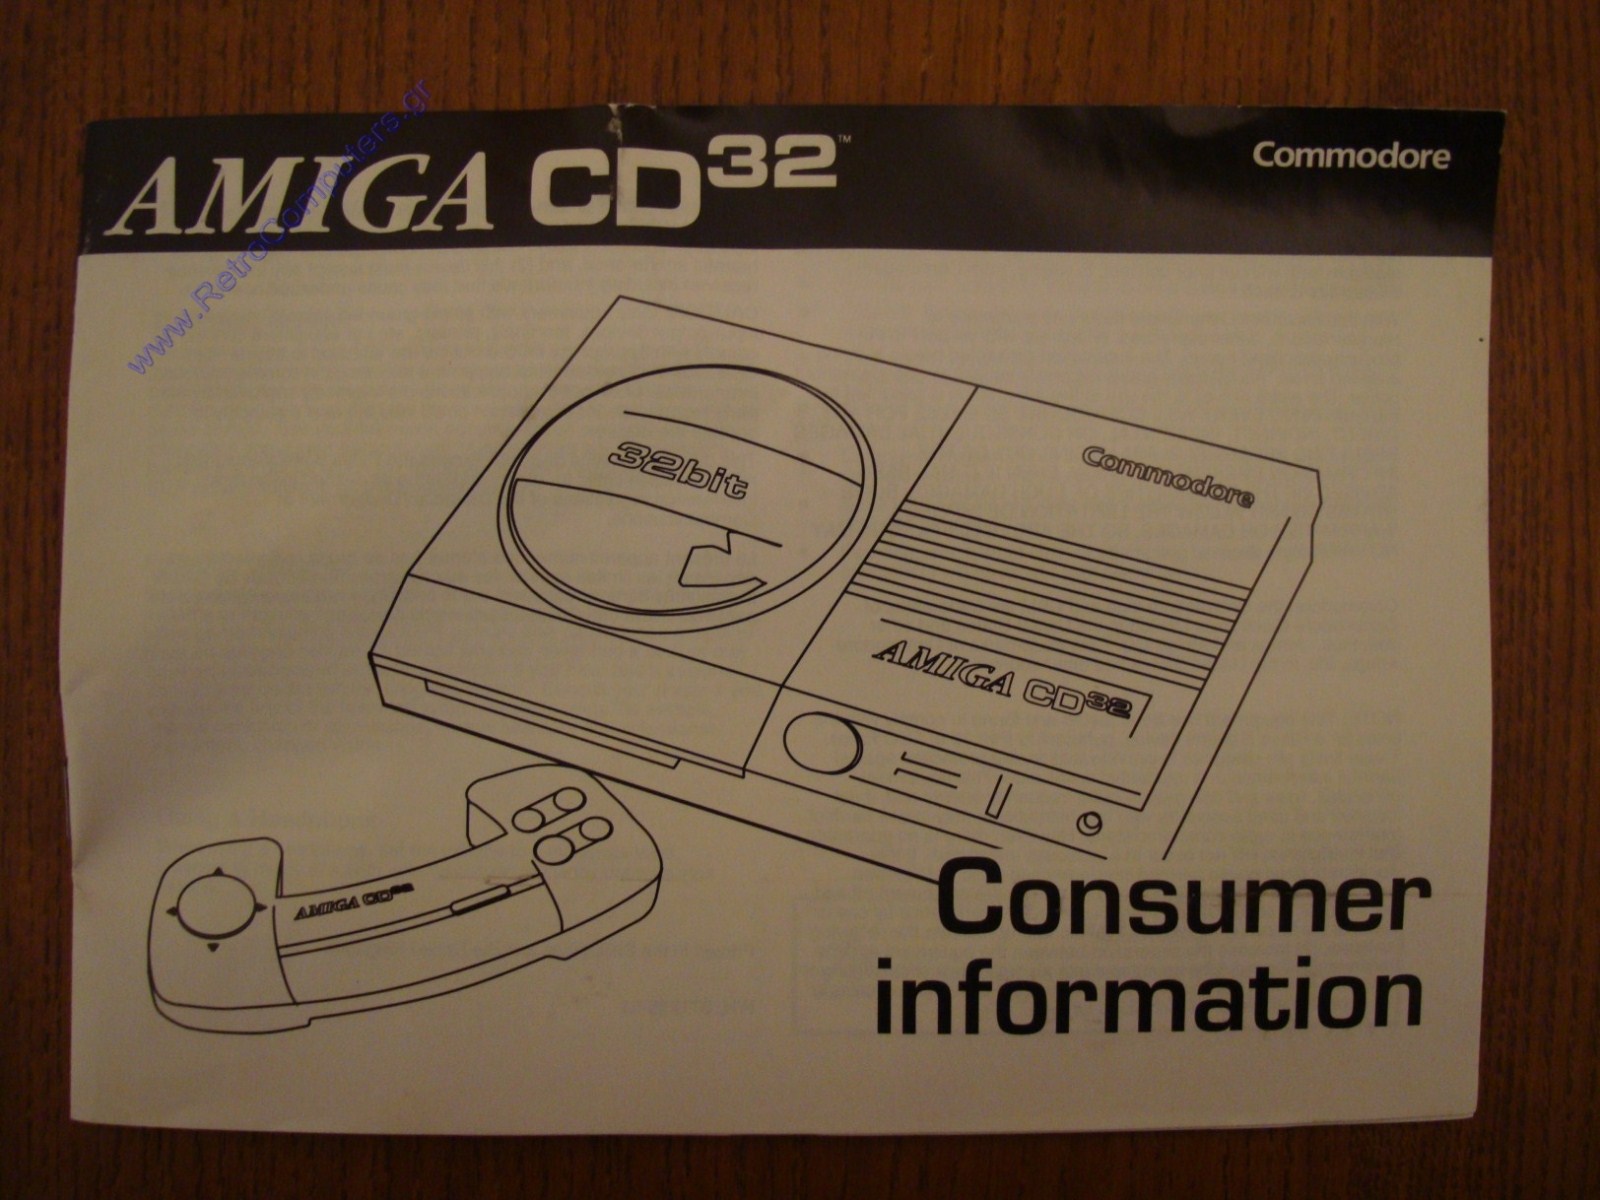 AMIGA CD32™
Commodore
www.RetroComputers.gr
32bit
Commodore
AMIGA CD32
AMIGA CD32
Consumer
information